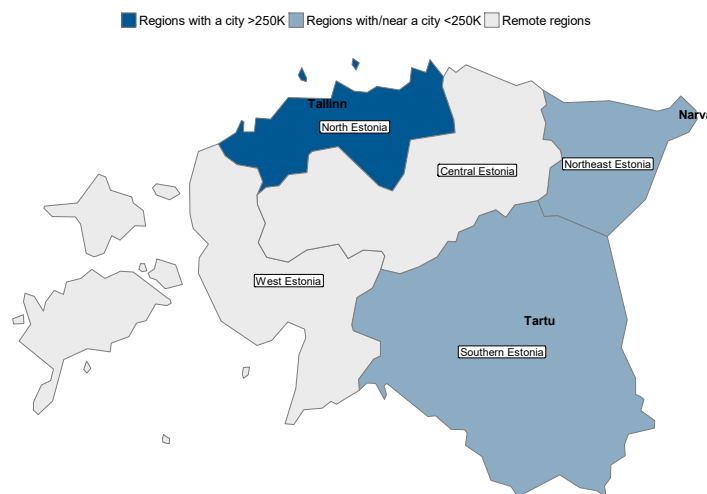 Regions with a city >250K Regions with/near a city <250K Remote regions
Tallinn
North Estonia
Narva
Northeast Estonia
Central Estonia
West Estonia
Tartu
Southern Estonia